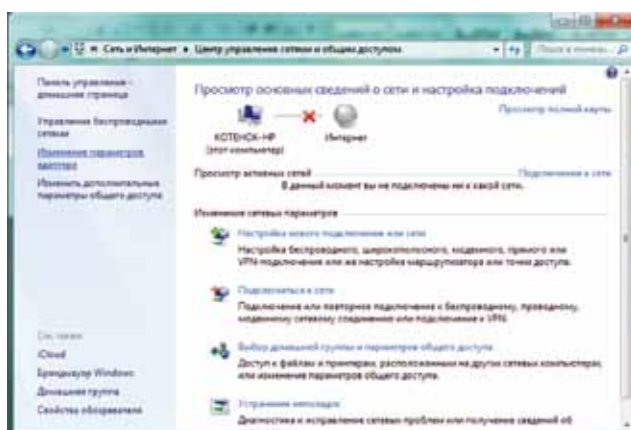 Сеть и Интернет ▸ Центр управления сетями и общим доступом
Панель управления -
домашняя страница
Управление беспроводными
сетями
Изменение параметров
адаптера
Изменить дополнительные
параметры общего доступа
См. также
iCloud
Брандмауэр Windows
Домашняя группа
Свойства обозревателя
Просмотр основных сведений о сети и настройка подключений
Просмотр полной карты
КОТЕНОК-HP
(этот компьютер)
Интернет
Просмотр активных сетей
Подключение к сети
В данный момент вы не подключены ни к какой сети.
Изменение сетевых параметров
Настройка нового подключения или сети
Настройка беспроводного, широкополосного, модемного, прямого или
VPN-подключения или же настройка маршрутизатора или точки доступа.
Подключиться к сети
Подключение или повторное подключение к беспроводному, проводному,
модемному сетевому соединению или подключение к VPN.
Выбор домашней группы и параметров общего доступа
Доступ к файлам и принтерам, расположенным на других сетевых компьютерах,
или изменение параметров общего доступа.
Устранение неполадок
Диагностика и исправление сетевых проблем или получение сведений об